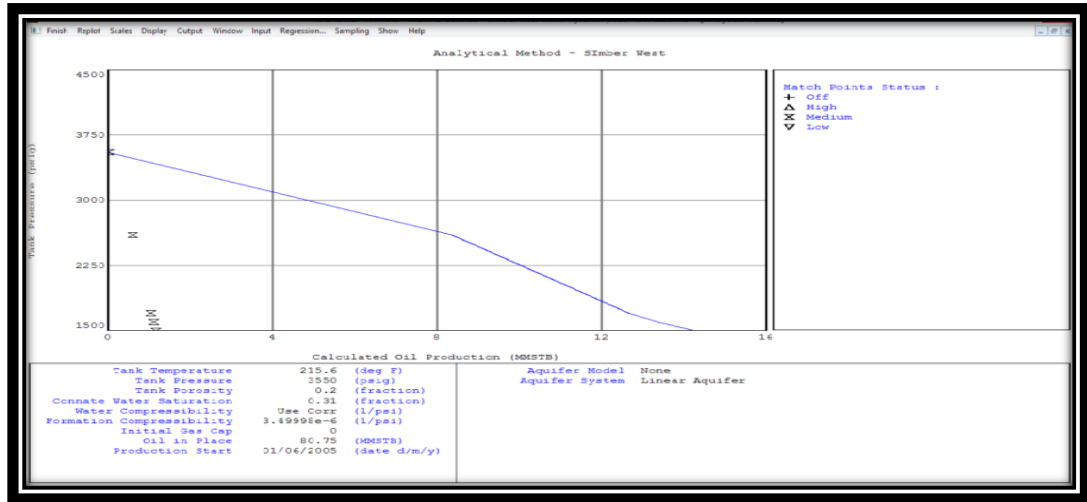 Finish Replot Scales Display Output Window Input Regression... Sampling Show Help
Analytical Method - SImber West
4500
3750
3000
2250
1500
Tank Pressure (psig)
0 4 8 12 16
Calculated Oil Production (MMSTB)
Match Points Status :
Off
High
Medium
Low
Tank Temperature 215.6 (deg F)
Tank Pressure 3550 (psig)
Tank Porosity 0.2 (fraction)
Connate Water Saturation 0.31 (fraction)
Water Compressibility Use Corr (1/psi)
Formation Compressibility 3.49998e-6 (1/psi)
Initial Gas Cap 0
Oil in Place 80.75 (MMSTB)
Production Start 01/06/2005 (date d/m/y)
Aquifer Model None
Aquifer System Linear Aquifer